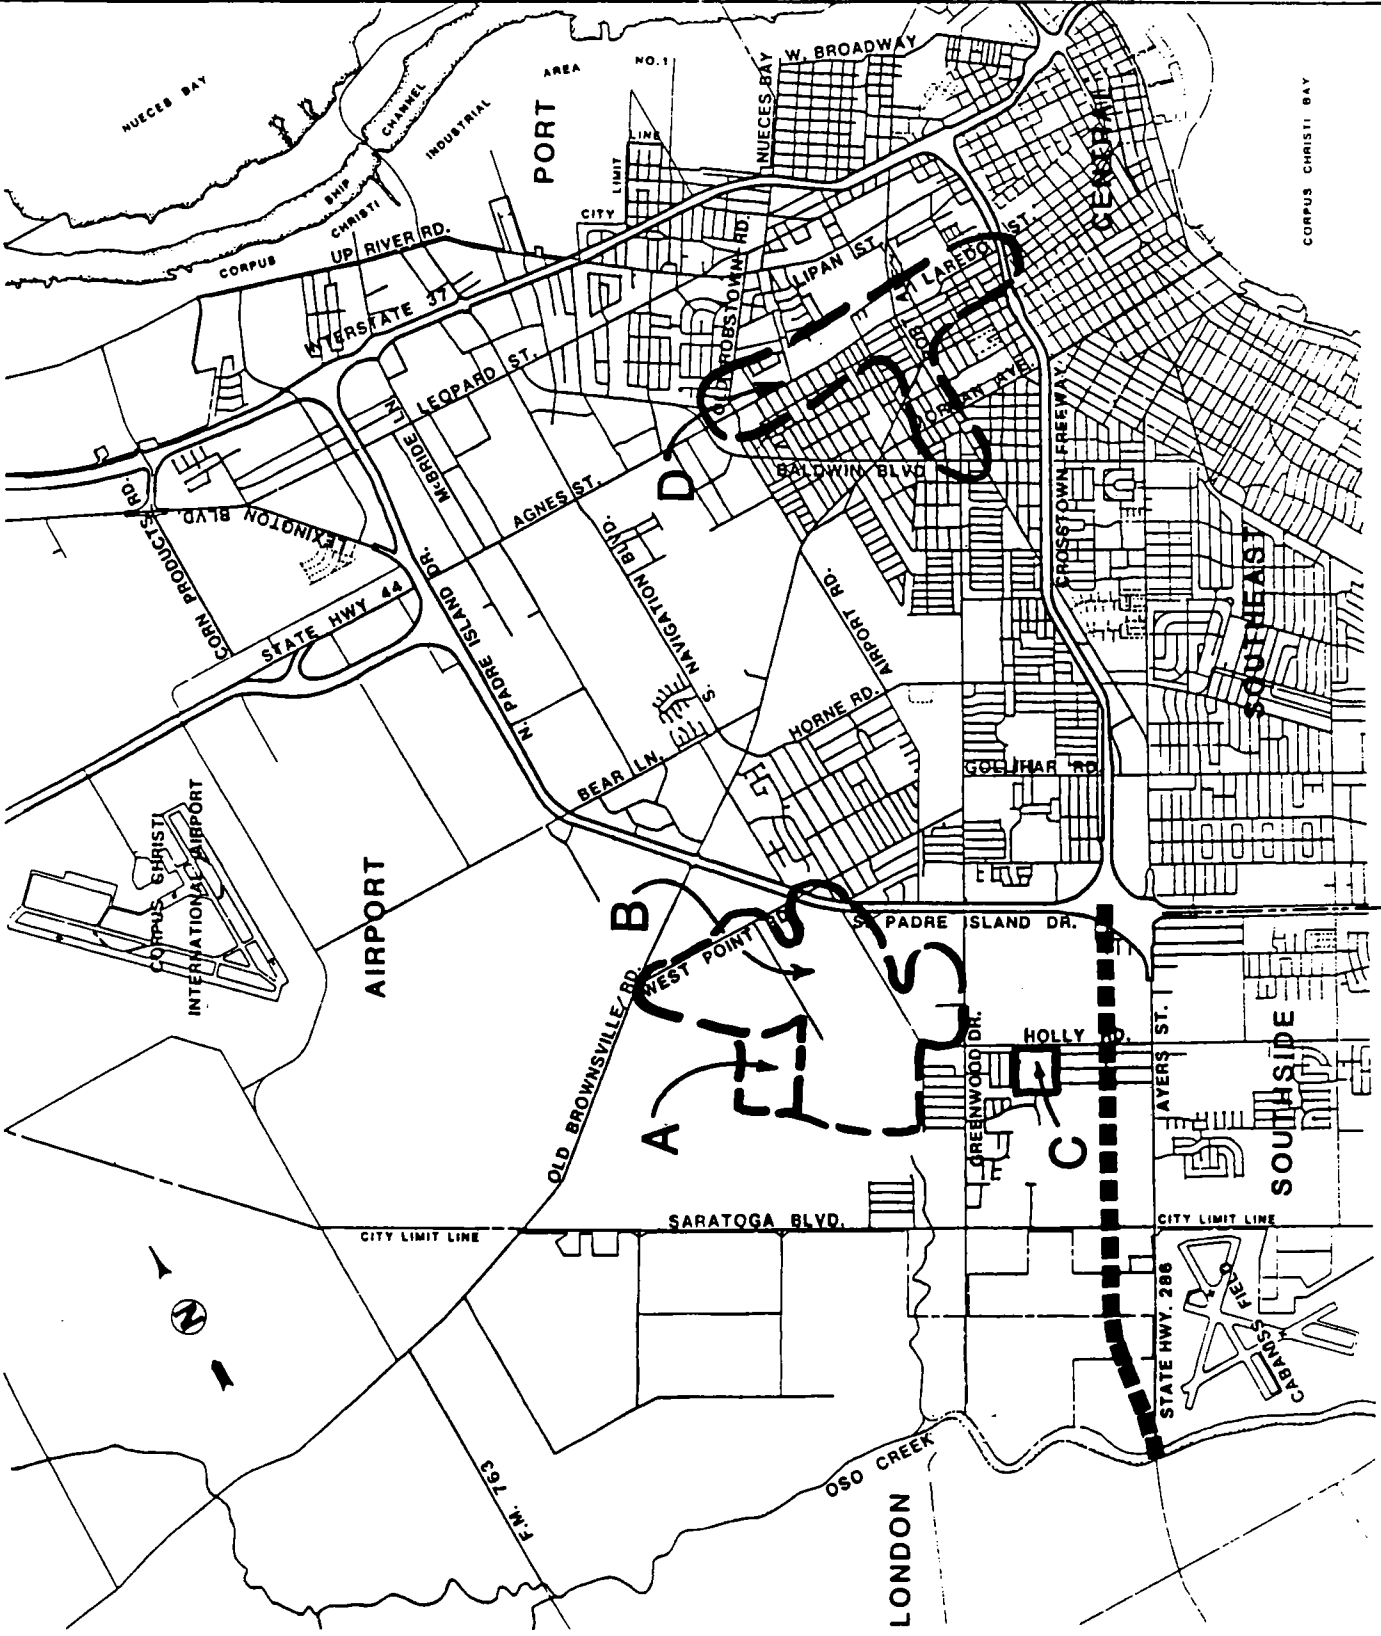 NUECES BAY
SHIP
CHANNEL
CORPUS
CHRISTI
INDUSTRIAL
AREA
NO. 1
PORT
CITY
LIMIT
LINE
NUECES BAY
W. BROADWAY
UP RIVER RD.
INTERSTATE 37
LEOPARD ST.
McBRIDE LN.
OLD ROBSTOWN RD.
LIPAN ST.
LAREDO ST.
CENTRAL
CORPUS CHRISTI BAY
D
MORGAN AVE.
BALDWIN BLVD
CROSSTOWN FREEWAY
AGNES ST.
CORN PRODUCTS RD.
LEXINGTON BLVD
STATE HWY 44
N. PADRE ISLAND DR.
S. NAVIGATION BLVD.
AIRPORT RD.
HORNE RD.
BEAR LN.
GOLLIHAR RD.
SOUTHEAST
CORPUS CHRISTI
INTERNATIONAL AIRPORT
AIRPORT
B
WEST POINT RD.
S. PADRE ISLAND DR.
OLD BROWNSVILLE RD.
A
GREENWOOD DR.
HOLLY RD.
AYERS ST.
C
SOUTHSIDE
SARATOGA BLVD.
CITY LIMIT LINE
CITY LIMIT LINE
N
STATE HWY. 286
CABANISS FIELD
F.M. 763
OSO CREEK
LONDON